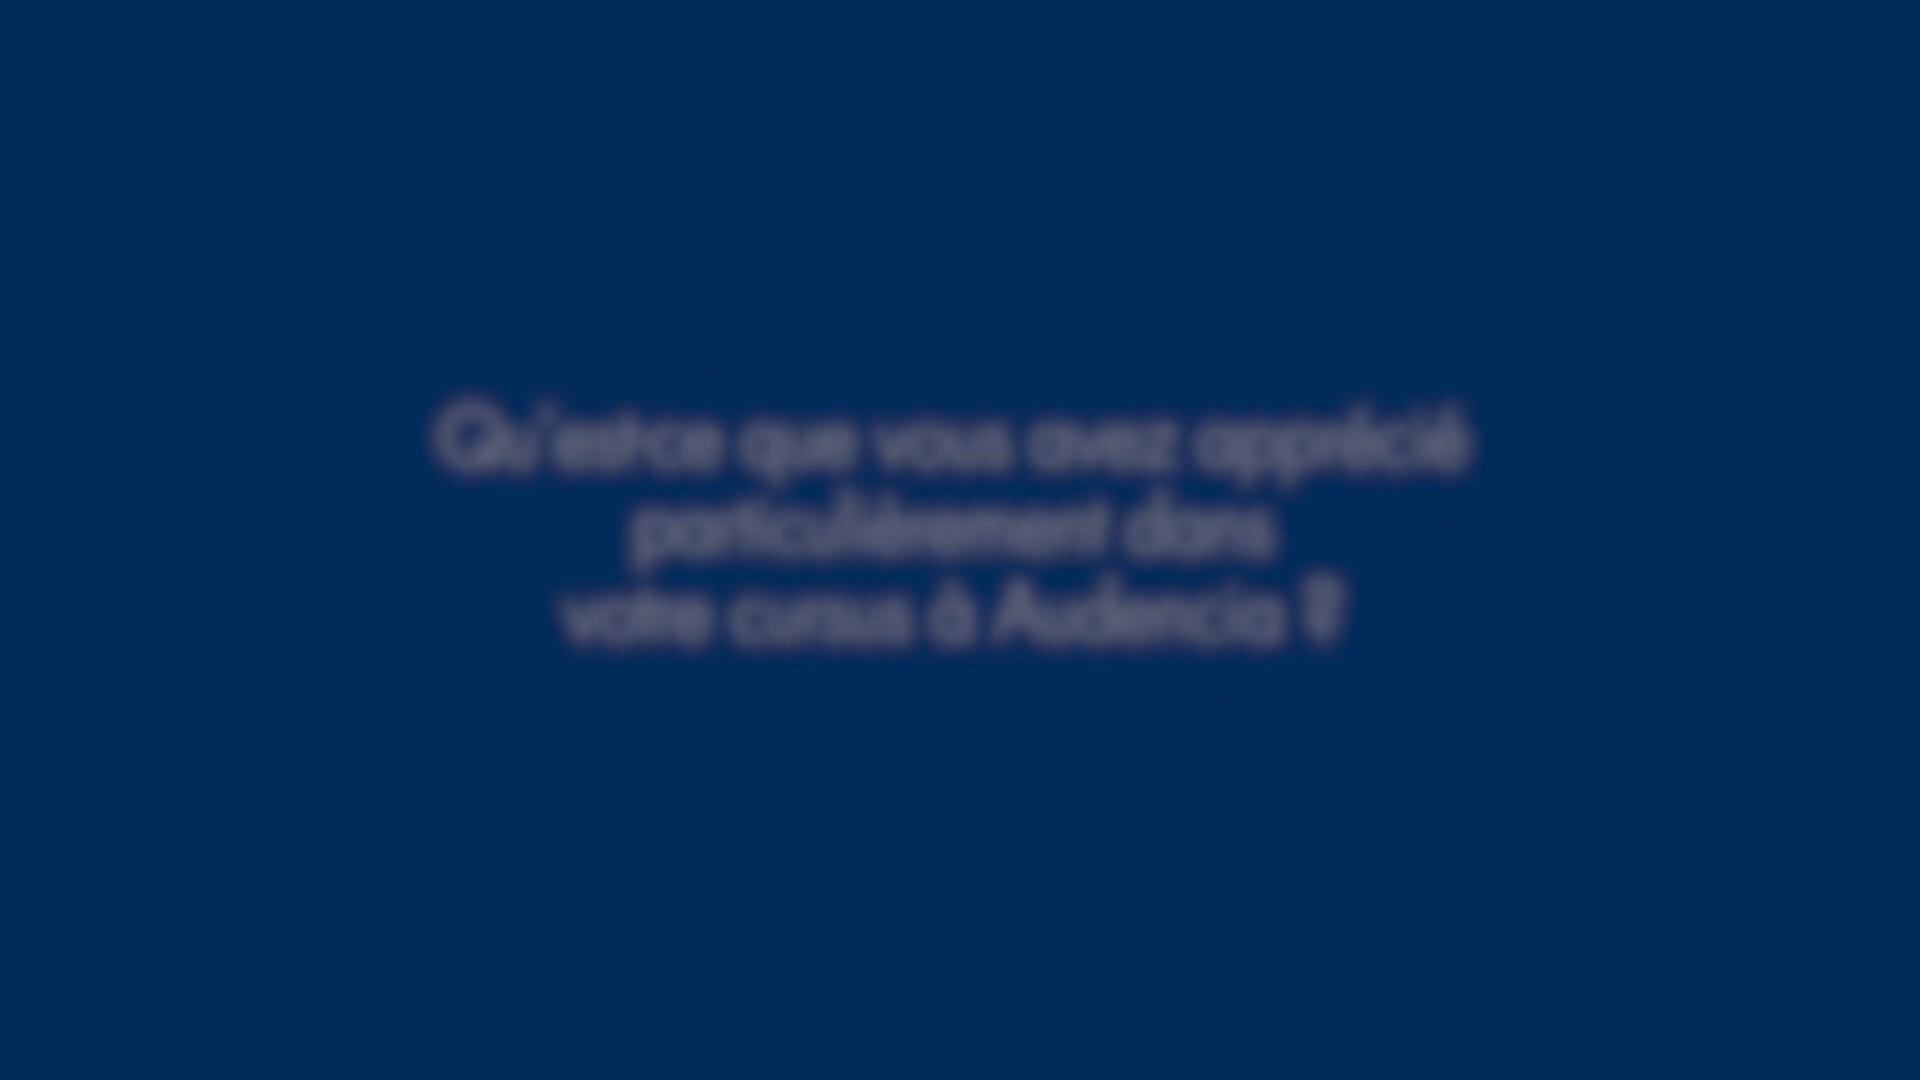 Qu'est-ce que vous avez apprécié
particulièrement dans
votre cursus à Audencia ?